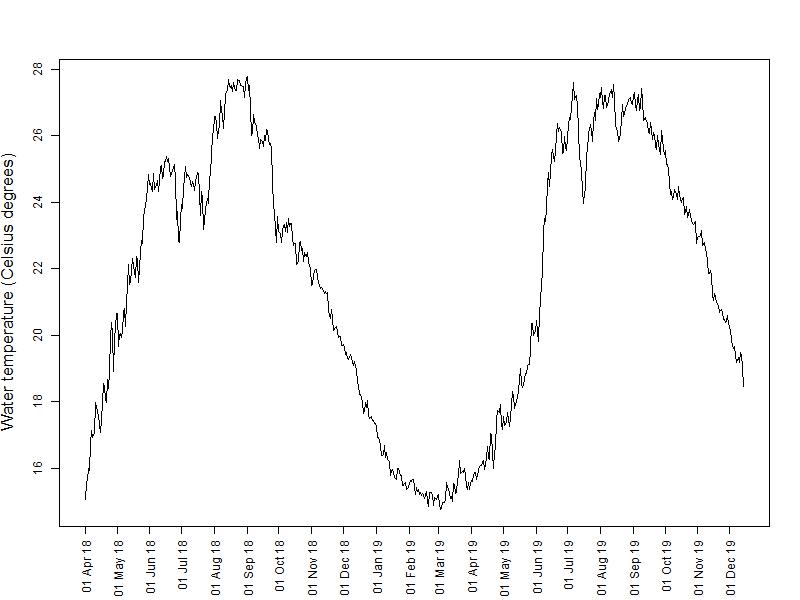 Water temperature (Celsius degrees)
28
26
24
22
20
18
16
01 Apr 18
01 May 18
01 Jun 18
01 Jul 18
01 Aug 18
01 Sep 18
01 Oct 18
01 Nov 18
01 Dec 18
01 Jan 19
01 Feb 19
01 Mar 19
01 Apr 19
01 May 19
01 Jun 19
01 Jul 19
01 Aug 19
01 Sep 19
01 Oct 19
01 Nov 19
01 Dec 19